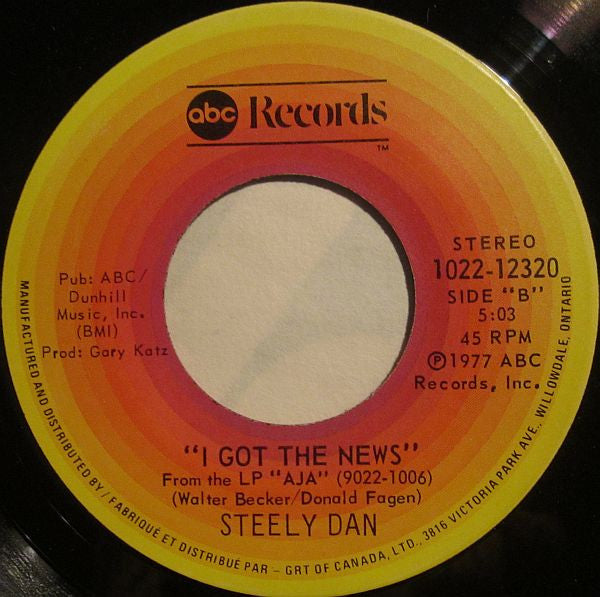 abc Records
TM
STEREO
1022-12320
SIDE "B"
5:03
45 RPM
Ⓟ1977 ABC
Records, Inc.
Pub: ABC/
Dunhill
Music, Inc.
(BMI)
Prod: Gary Katz
"I GOT THE NEWS"
From the LP "AJA" (9022-1006)
(Walter Becker/Donald Fagen)
STEELY DAN
MANUFACTURED AND DISTRIBUTED BY / FABRIQUÉ ET DISTRIBUÉ PAR – GRT OF CANADA, LTD., 3816 VICTORIA PARK AVE., WILLOWDALE, ONTARIO